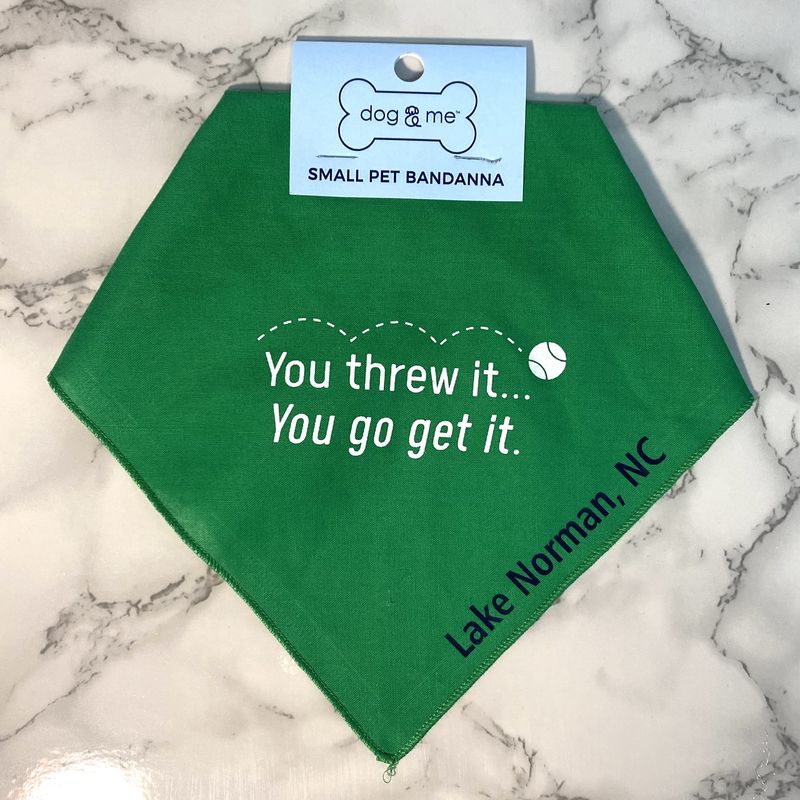 dog & me™
SMALL PET BANDANNA
You threw it...
You go get it.
Lake Norman, NC